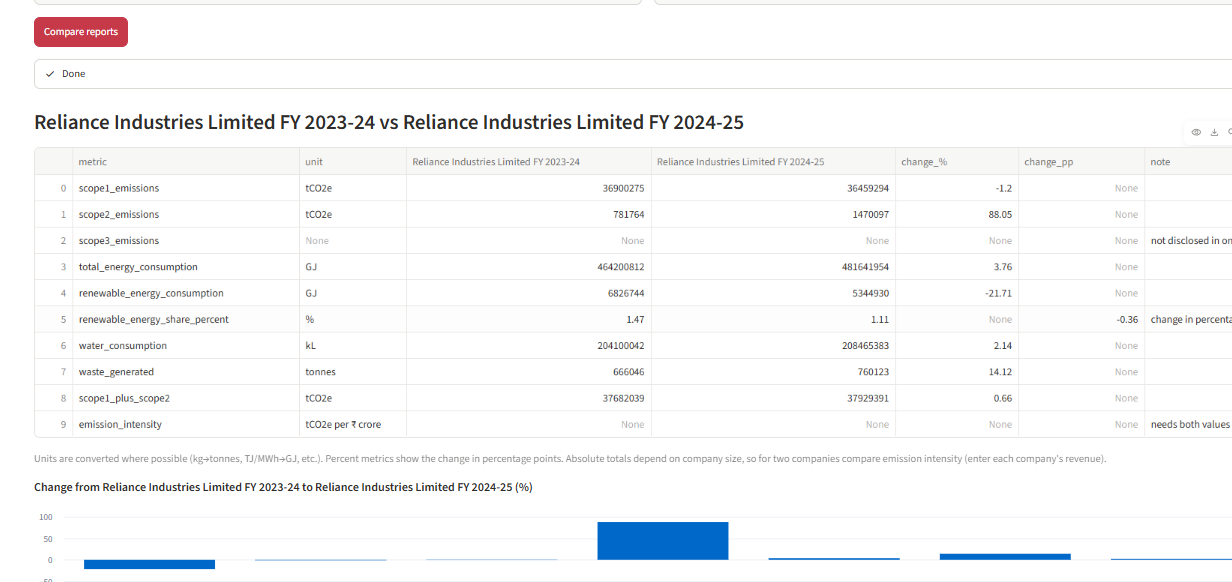 Compare reports
Done
Reliance Industries Limited FY 2023-24 vs Reliance Industries Limited FY 2024-25
metric unit Reliance Industries Limited FY 2023-24 Reliance Industries Limited FY 2024-25 change_% change_pp note
0 scope1_emissions tCO2e 36900275 36459294 -1.2 None
1 scope2_emissions tCO2e 781764 1470097 88.05 None
2 scope3_emissions None None None None None not disclosed in on
3 total_energy_consumption GJ 464200812 481641954 3.76 None
4 renewable_energy_consumption GJ 6826744 5344930 -21.71 None
5 renewable_energy_share_percent % 1.47 1.11 None -0.36 change in percenta
6 water_consumption kL 204100042 208465383 2.14 None
7 waste_generated tonnes 666046 760123 14.12 None
8 scope1_plus_scope2 tCO2e 37682039 37929391 0.66 None
9 emission_intensity tCO2e per ₹ crore None None None None needs both values
Units are converted where possible (kg→tonnes, TJ/MWh→GJ, etc.). Percent metrics show the change in percentage points. Absolute totals depend on company size, so for two companies compare emission intensity (enter each company's revenue).
Change from Reliance Industries Limited FY 2023-24 to Reliance Industries Limited FY 2024-25 (%)
100
50
0